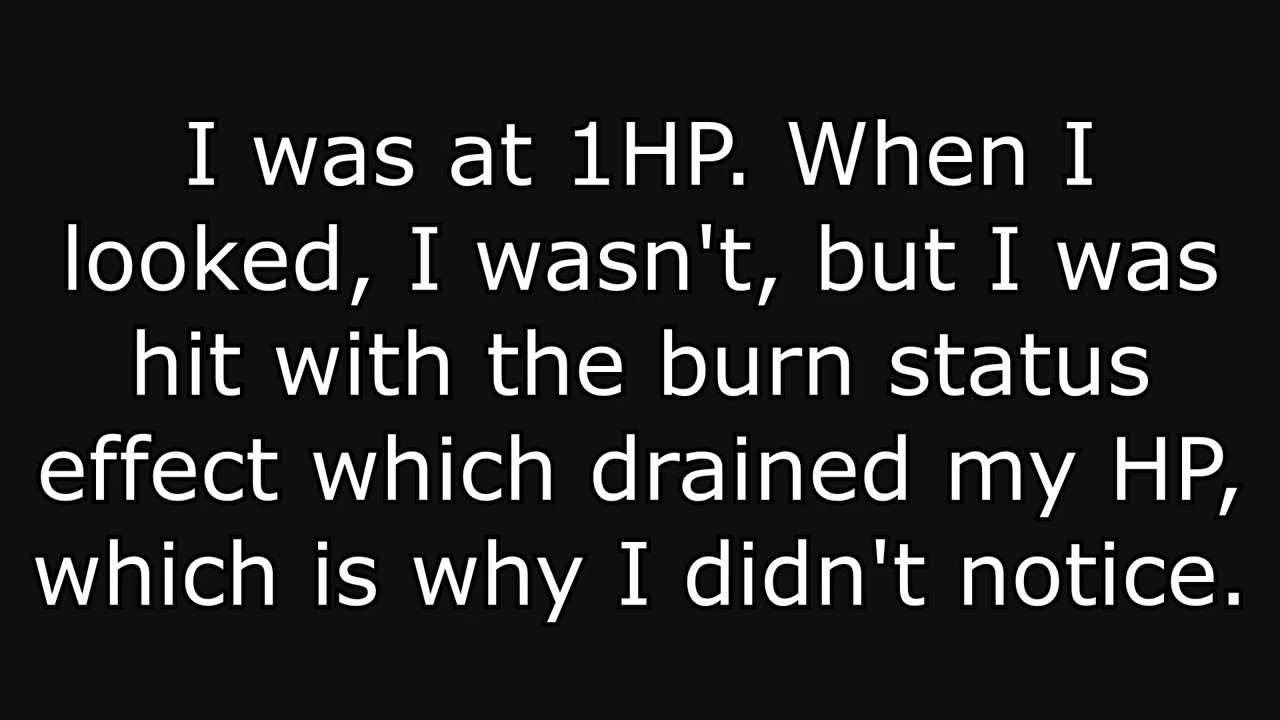 I was at 1HP. When I
looked, I wasn't, but I was
hit with the burn status
effect which drained my HP,
which is why I didn't notice.